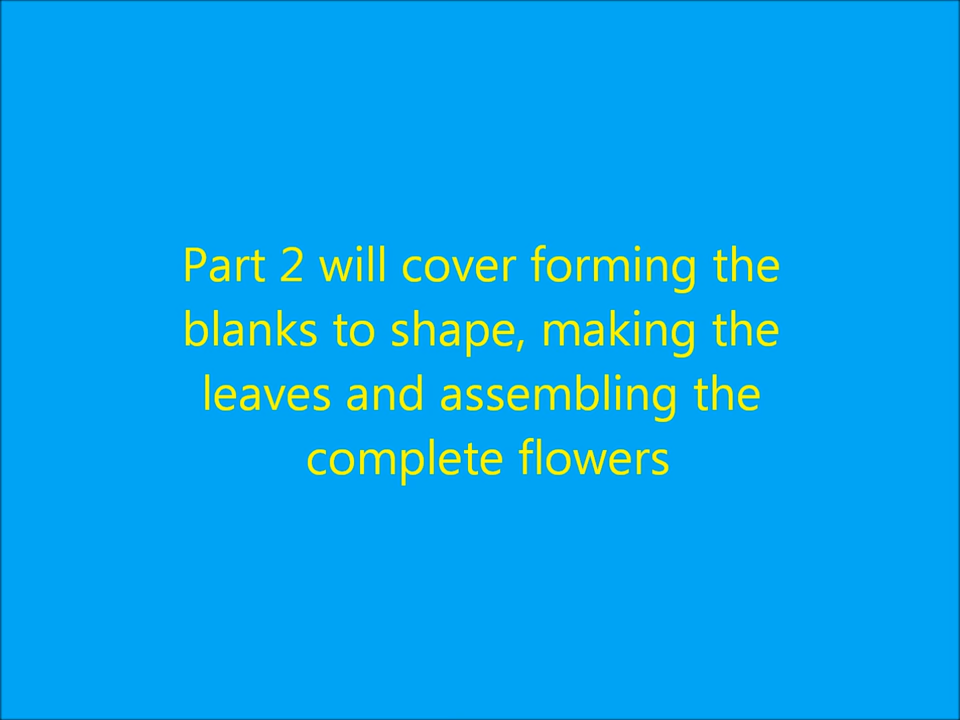 Part 2 will cover forming the
blanks to shape, making the
leaves and assembling the
complete flowers